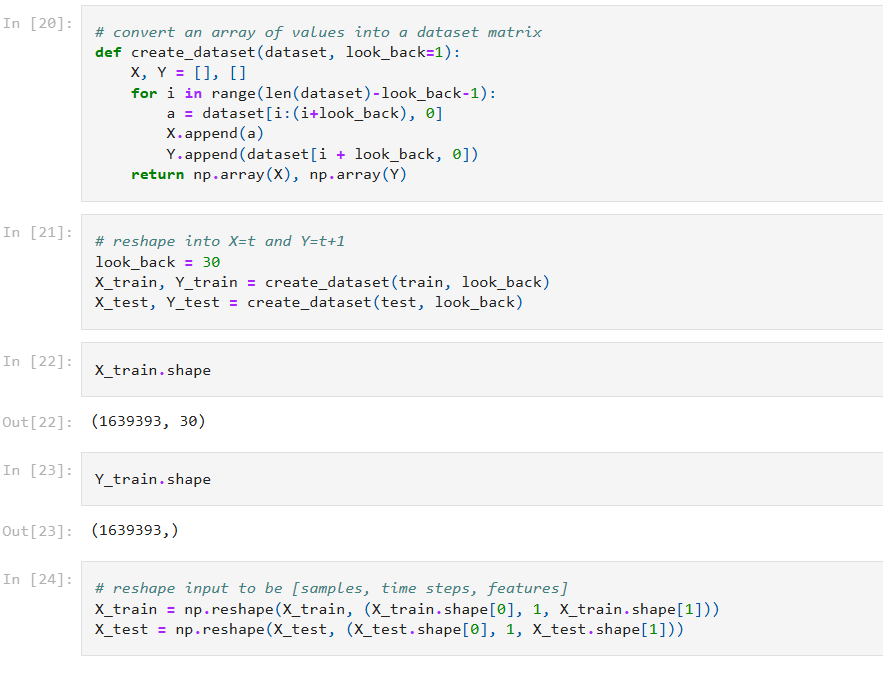 In [20]:
# convert an array of values into a dataset matrix
def create_dataset(dataset, look_back=1):
    X, Y = [], []
    for i in range(len(dataset)-look_back-1):
        a = dataset[i:(i+look_back), 0]
        X.append(a)
        Y.append(dataset[i + look_back, 0])
    return np.array(X), np.array(Y)
In [21]:
# reshape into X=t and Y=t+1
look_back = 30
X_train, Y_train = create_dataset(train, look_back)
X_test, Y_test = create_dataset(test, look_back)
In [22]:
X_train.shape
Out[22]: (1639393, 30)
In [23]:
Y_train.shape
Out[23]: (1639393,)
In [24]:
# reshape input to be [samples, time steps, features]
X_train = np.reshape(X_train, (X_train.shape[0], 1, X_train.shape[1]))
X_test = np.reshape(X_test, (X_test.shape[0], 1, X_test.shape[1]))